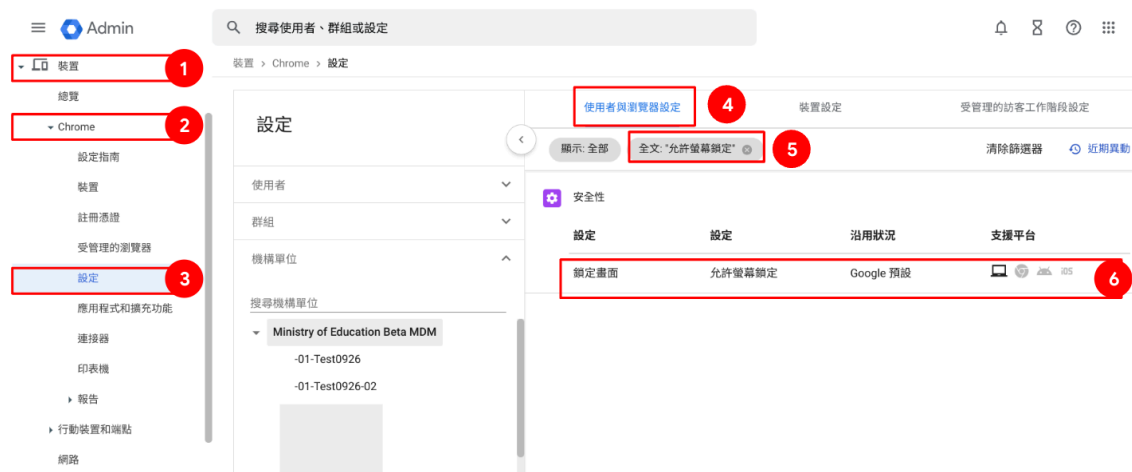 Admin
搜尋使用者、群組或設定
裝置
1
裝置 > Chrome > 設定
總覽
Chrome
2
設定指南
裝置
註冊憑證
受管理的瀏覽器
設定
3
應用程式和擴充功能
連接器
印表機
報告
行動裝置和端點
網路
設定
使用者
群組
機構單位
搜尋機構單位
Ministry of Education Beta MDM
-01-Test0926
-01-Test0926-02
使用者與瀏覽器設定
4
裝置設定
受管理的訪客工作階段設定
顯示: 全部
全文: "允許螢幕鎖定"
5
清除篩選器
近期異動
安全性
設定 設定 沿用狀況 支援平台
鎖定畫面 允許螢幕鎖定 Google 預設 iOS
6